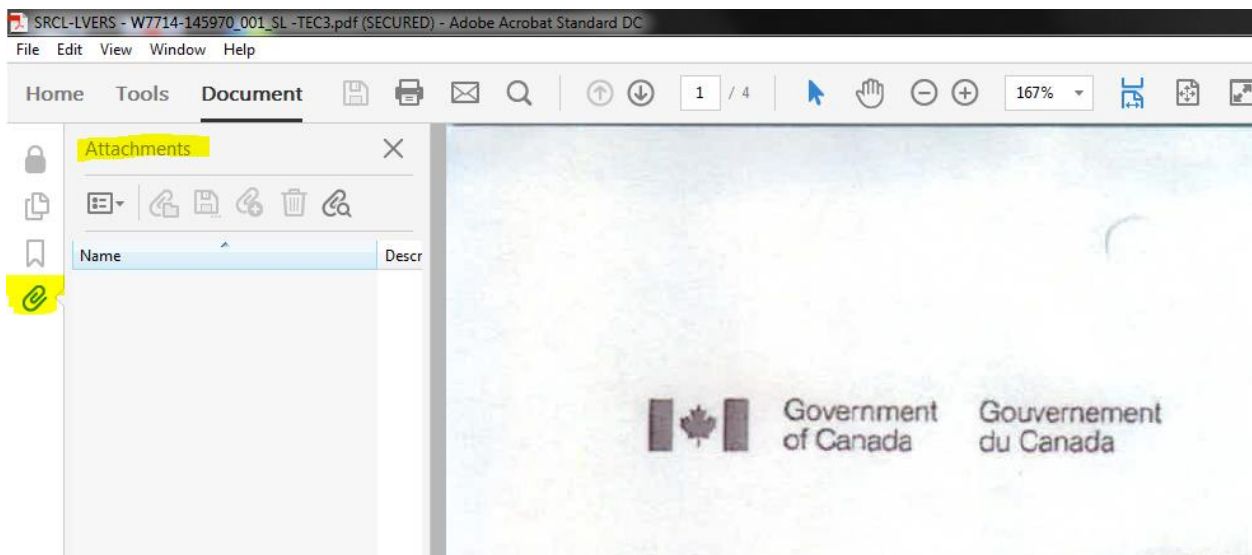 SRCL-LVERS - W7714-145970_001_SL -TEC3.pdf (SECURED) - Adobe Acrobat Standard DC
File Edit View Window Help
Home Tools Document 1 / 4 167%
Attachments
Name Descr
Government Gouvernement
of Canada du Canada